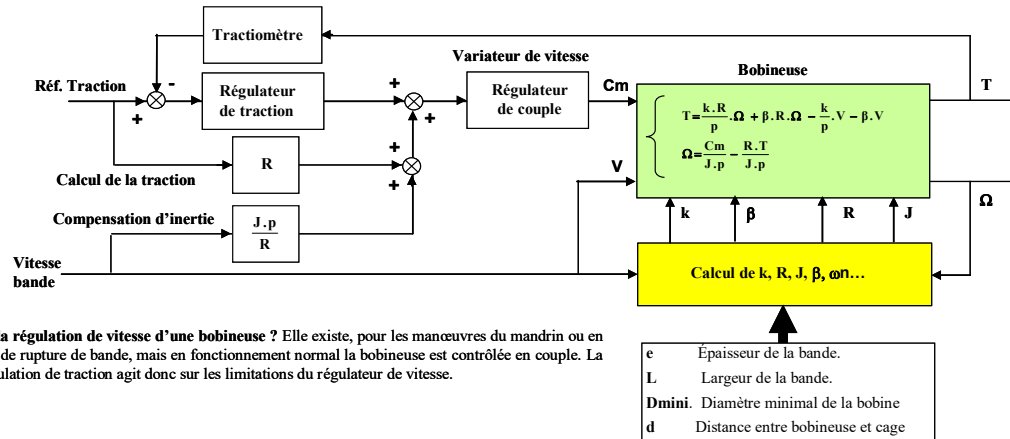 Tractiomètre
Variateur de vitesse
Bobineuse
Réf. Traction
-
+
Régulateur
de traction
+
+
Régulateur
de couple
Cm
T
T=k.R/p.Ω + β.R.Ω − k/p.V − β.V
Ω=Cm/J.p − R.T/J.p
R
+
+
Calcul de la traction
V
Compensation d'inertie
J.p/R
k
β
R
J
Ω
Vitesse
bande
Calcul de k, R, J, β, ωn…
la régulation de vitesse d'une bobineuse ? Elle existe, pour les manœuvres du mandrin ou en
de rupture de bande, mais en fonctionnement normal la bobineuse est contrôlée en couple. La
ulation de traction agit donc sur les limitations du régulateur de vitesse.
e Épaisseur de la bande.
L Largeur de la bande.
Dmini. Diamètre minimal de la bobine
d Distance entre bobineuse et cage